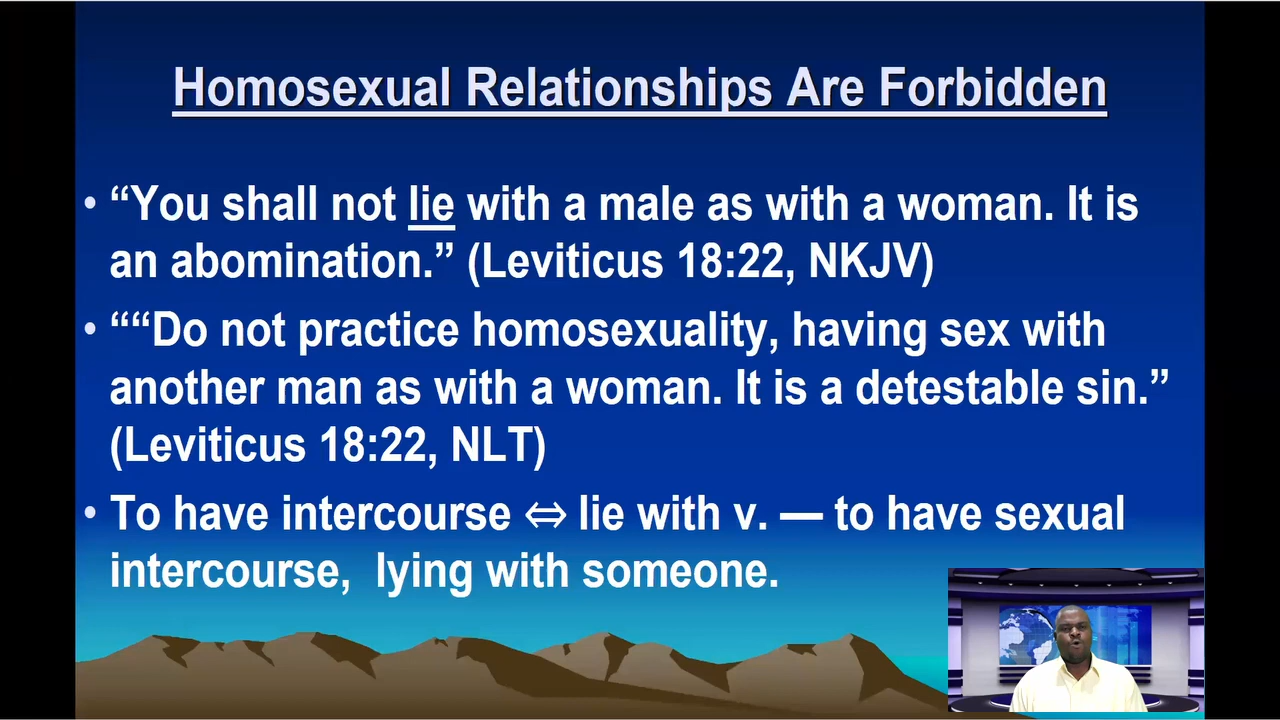 Homosexual Relationships Are Forbidden
• “You shall not lie with a male as with a woman. It is
an abomination.” (Leviticus 18:22, NKJV)
• ““Do not practice homosexuality, having sex with
another man as with a woman. It is a detestable sin.”
(Leviticus 18:22, NLT)
• To have intercourse ⇔ lie with v. — to have sexual
intercourse,  lying with someone.